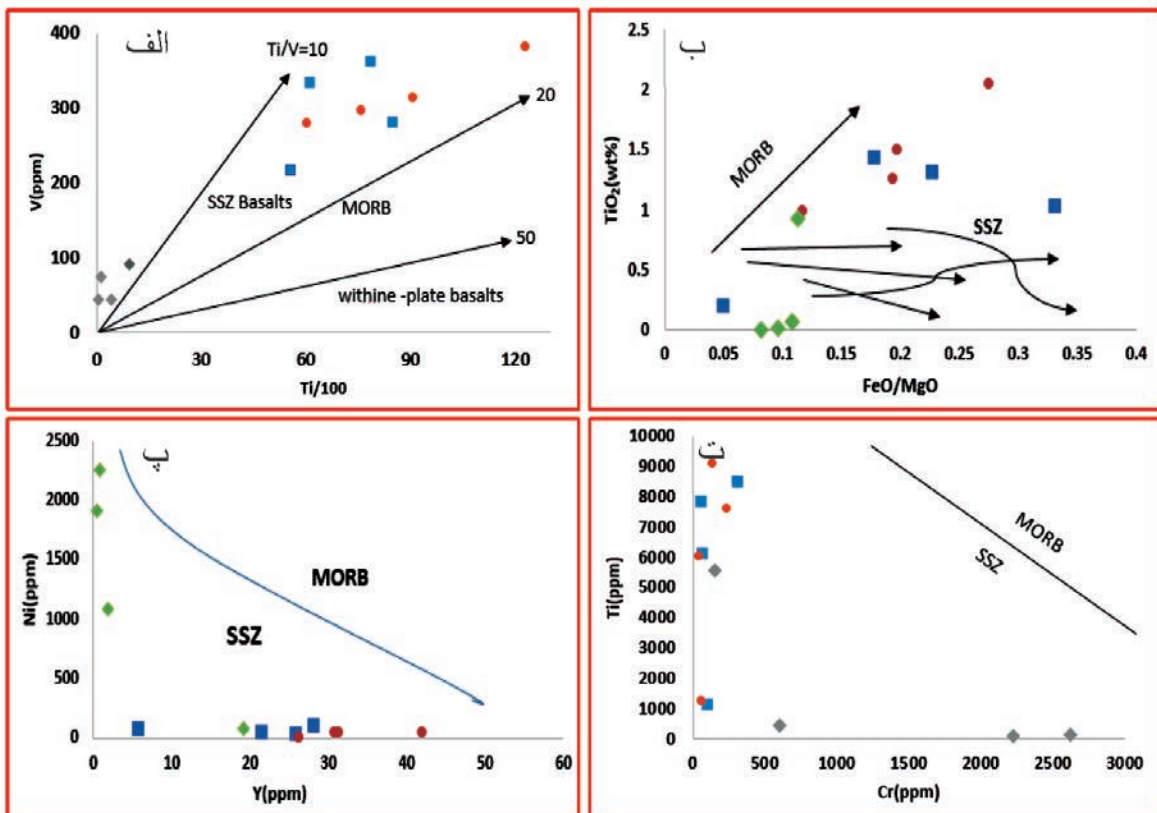 الف
V(ppm)
400
300
200
100
0
Ti/V=10
20
50
SSZ Basalts
MORB
withine -plate basalts
0 30 60 90 120
Ti/100
ب
TiO₂(wt%)
2.5
2
1.5
1
0.5
0
MORB
SSZ
0.05 0.1 0.15 0.2 0.25 0.3 0.35 0.4
FeO/MgO
پ
Ni(ppm)
2500
2000
1500
1000
500
0
MORB
SSZ
0 10 20 30 40 50 60
Y(ppm)
ت
Ti(ppm)
10000
9000
8000
7000
6000
5000
4000
3000
2000
1000
0
MORB
SSZ
0 500 1000 1500 2000 2500 3000
Cr(ppm)